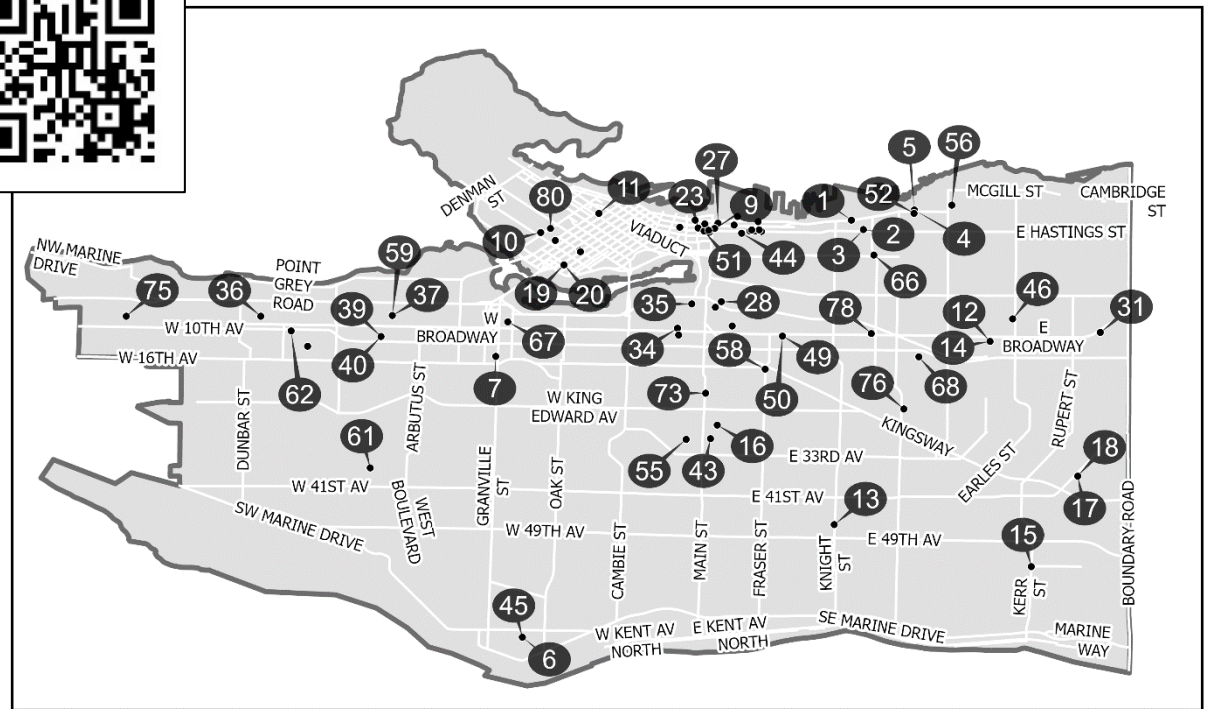 5
56
27
MCGILL ST
CAMBRIDGE
ST
DENMAN
ST
80
11
23
9
1
52
10
VIADUCT
51
44
3
2
4
E HASTINGS ST
NW MARINE
DRIVE
59
66
POINT
GREY
ROAD
75
36
39
37
19
20
35
28
78
12
46
31
W 10TH AV
W
BROADWAY
67
34
58
49
14
E
BROADWAY
W 16TH AV
40
62
7
50
76
68
73
W KING
EDWARD AV
KINGSWAY
RUPERT ST
DUNBAR ST
ARBUTUS ST
61
55
43
16
E 33RD AV
EARLES ST
18
17
W 41ST AV
GRANVILLE
ST
OAK ST
E 41ST AV
13
SW MARINE DRIVE
WEST
BOULEVARD
W 49TH AV
E 49TH AV
CAMBIE ST
MAIN ST
FRASER ST
KNIGHT
ST
15
KERR
ST
BOUNDARY ROAD
45
6
W KENT AV
NORTH
E KENT AV
NORTH
SE MARINE DRIVE
MARINE
WAY